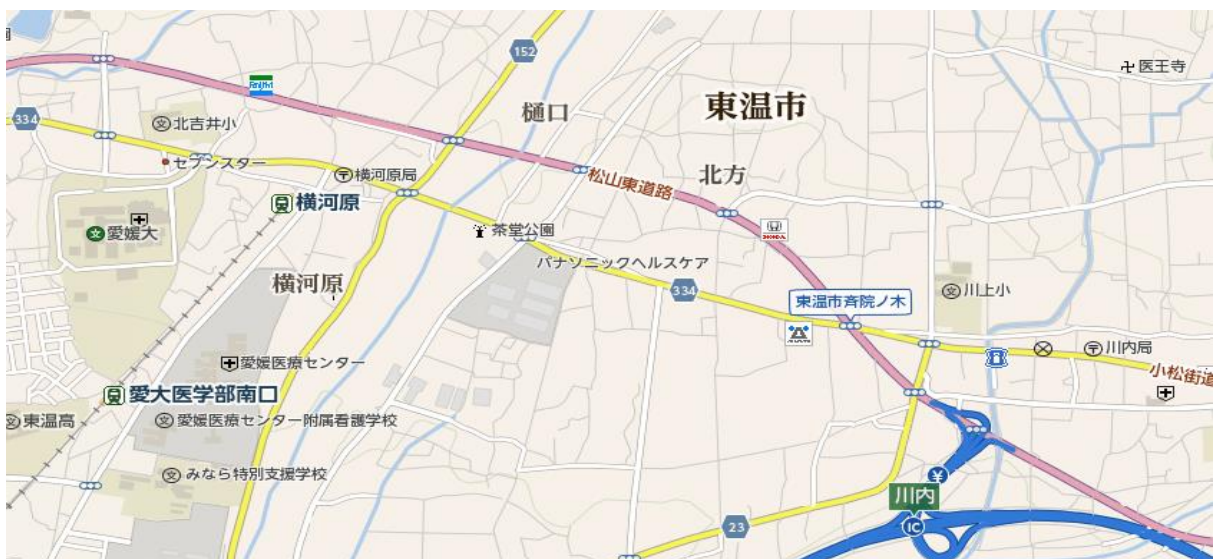 152
医王寺
東温市
FamilyMart
樋口
334
北吉井小
セブンスター
横河原局
松山東道路
北方
横河原
愛媛大
茶堂公園
HONDA
パナソニックヘルスケア
横河原
334
川上小
東温市斉院ノ木
川内局
愛媛医療センター
小松街道
愛大医学部南口
東温高
愛媛医療センター附属看護学校
みなら特別支援学校
¥
川内
23
IC